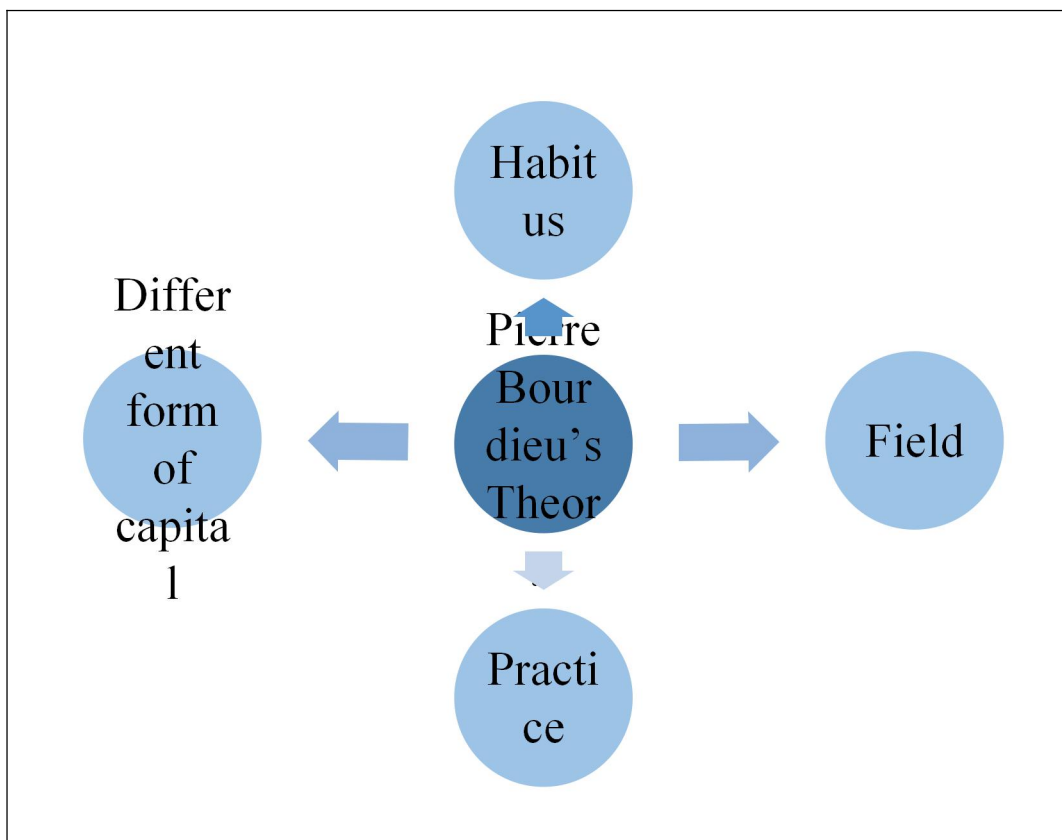 Habit
us
Differ
ent
form
of
capita
l
Pierre
Bour
dieu’s
Theor
Field
Practi
ce